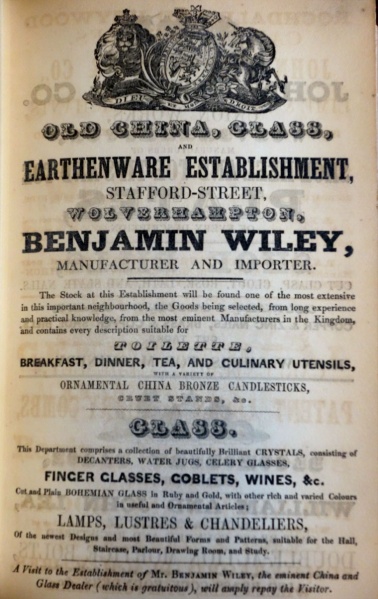 DIEU ET MON DROIT
OLD CHINA, GLASS,
AND
EARTHENWARE ESTABLISHMENT,
STAFFORD-STREET,
WOLVERHAMPTON,
BENJAMIN WILEY,
MANUFACTURER AND IMPORTER.
The Stock at this Establishment will be found one of the most extensive
in this important neighbourhood, the Goods being selected, from long experience
and practical knowledge, from the most eminent Manufacturers in the Kingdom,
and contains every description suitable for
TOILETTE,
BREAKFAST, DINNER, TEA, AND CULINARY UTENSILS,
WITH A VARIETY OF
ORNAMENTAL CHINA BRONZE CANDLESTICKS,
CRUET STANDS, &c.
GLASS.
This Department comprises a collection of beautifully Brilliant CRYSTALS, consisting of
DECANTERS, WATER JUGS, CELERY GLASSES,
FINGER GLASSES, GOBLETS, WINES, &c.
Cut and Plain BOHEMIAN GLASS in Ruby and Gold, with other rich and varied Colours
in useful and Ornamental Articles;
LAMPS, LUSTRES & CHANDELIERS,
Of the newest Designs and most Beautiful Forms and Patterns, suitable for the Hall,
Staircase, Parlour, Drawing Room, and Study.
A Visit to the Establishment of Mr. BENJAMIN WILEY, the eminent China and
Glass Dealer (which is gratuitous), will amply repay the Visitor.